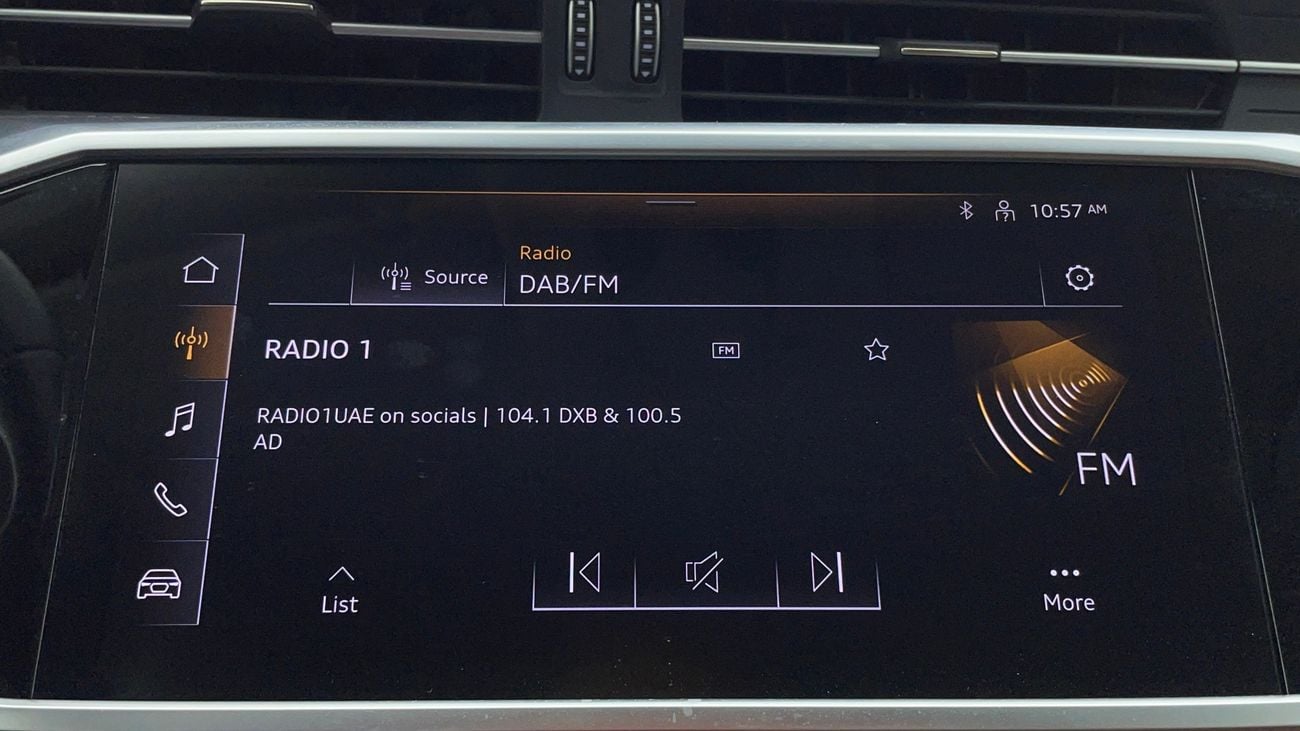 10:57 AM
Radio
Source
DAB/FM
RADIO 1
FM
RADIO1UAE on socials | 104.1 DXB & 100.5
AD
FM
List
More